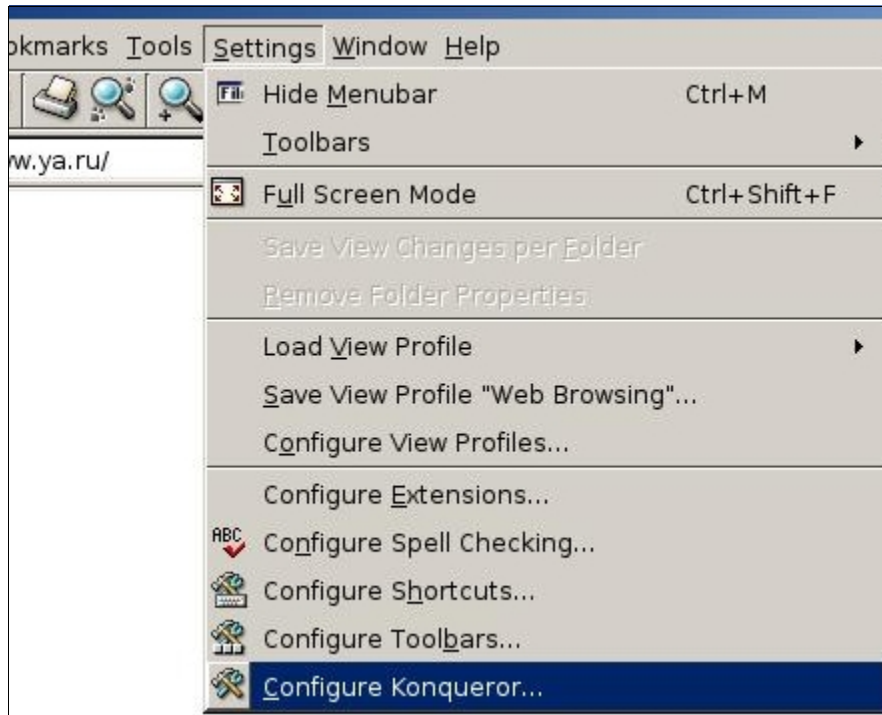 okmarks Tools Settings Window Help
Hide Menubar Ctrl+M
Toolbars
w.ya.ru/
Full Screen Mode Ctrl+Shift+F
Save View Changes per Folder
Remove Folder Properties
Load View Profile
Save View Profile "Web Browsing"...
Configure View Profiles...
Configure Extensions...
ABC Configure Spell Checking...
Configure Shortcuts...
Configure Toolbars...
Configure Konqueror...